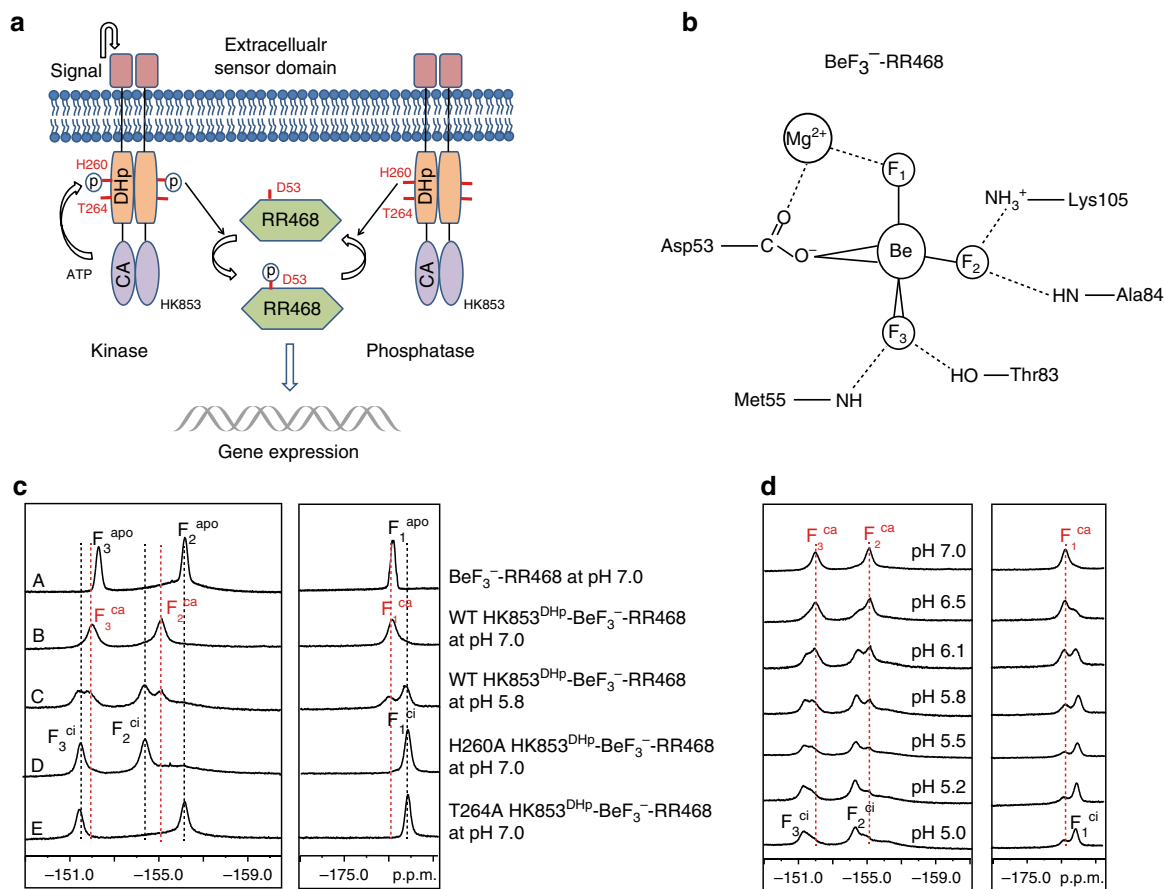 a
Signal
Extracellualr
sensor domain
H260
P
P
DHp
T264
ATP
CA
HK853
Kinase
D53
RR468
P
D53
RR468
H260
DHp
T264
CA
HK853
Phosphatase
Gene expression
b
BeF3−-RR468
Mg2+
F1
O
NH3+ Lys105
Asp53 C O−
Be
F2
HN Ala84
F3
HO Thr83
Met55 NH
c
F3apo F2apo F1apo
A BeF3−-RR468 at pH 7.0
F3ca F2ca F1ca
B WT HK853DHp-BeF3−-RR468
at pH 7.0
C WT HK853DHp-BeF3−-RR468
at pH 5.8
F3ci F2ci F1ci
D H260A HK853DHp-BeF3−-RR468
at pH 7.0
E T264A HK853DHp-BeF3−-RR468
at pH 7.0
−151.0 −155.0 −159.0 −175.0 p.p.m.
d
F3ca F2ca pH 7.0 F1ca
pH 6.5
pH 6.1
pH 5.8
pH 5.5
pH 5.2
F3ci F2ci pH 5.0 F1ci
−151.0 −155.0 −159.0 −175.0 p.p.m.